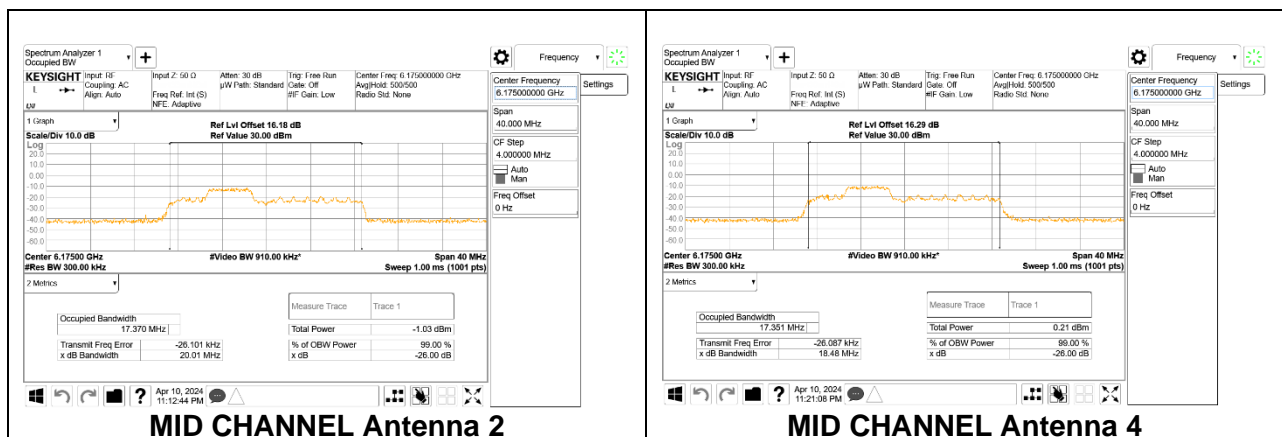 Spectrum Analyzer 1
Occupied BW
+
Frequency
KEYSIGHT
L
Input: RF
Coupling: AC
Align: Auto
Input Z: 50 Ω
Freq Ref: Int (S)
NFE: Adaptive
Atten: 30 dB
µW Path: Standard
Trig: Free Run
Gate: Off
#IF Gain: Low
Center Freq: 6.175000000 GHz
Avg|Hold: 500/500
Radio Std: None
Center Frequency
6.175000000 GHz
Settings
Span
40.000 MHz
CF Step
4.000000 MHz
Auto
Man
Freq Offset
0 Hz
1 Graph
Scale/Div 10.0 dB
Ref Lvl Offset 16.18 dB
Ref Value 30.00 dBm
Log
20.0
10.0
0.00
-10.0
-20.0
-30.0
-40.0
-50.0
-60.0
Center 6.17500 GHz
#Video BW 910.00 kHz*
Span 40 MHz
#Res BW 300.00 kHz
Sweep 1.00 ms (1001 pts)
2 Metrics
Measure Trace Trace 1
Occupied Bandwidth
17.370 MHz
Total Power -1.03 dBm
Transmit Freq Error -26.101 kHz
% of OBW Power 99.00 %
x dB Bandwidth 20.01 MHz
x dB -26.00 dB
?
Apr 10, 2024
11:12:44 PM
MID CHANNEL Antenna 2
Spectrum Analyzer 1
Occupied BW
+
Frequency
KEYSIGHT
L
Input: RF
Coupling: AC
Align: Auto
Input Z: 50 Ω
Freq Ref: Int (S)
NFE: Adaptive
Atten: 30 dB
µW Path: Standard
Trig: Free Run
Gate: Off
#IF Gain: Low
Center Freq: 6.175000000 GHz
Avg|Hold: 500/500
Radio Std: None
Center Frequency
6.175000000 GHz
Settings
Span
40.000 MHz
CF Step
4.000000 MHz
Auto
Man
Freq Offset
0 Hz
1 Graph
Scale/Div 10.0 dB
Ref Lvl Offset 16.29 dB
Ref Value 30.00 dBm
Log
20.0
10.0
0.00
-10.0
-20.0
-30.0
-40.0
-50.0
-60.0
Center 6.17500 GHz
#Video BW 910.00 kHz*
Span 40 MHz
#Res BW 300.00 kHz
Sweep 1.00 ms (1001 pts)
2 Metrics
Measure Trace Trace 1
Occupied Bandwidth
17.351 MHz
Total Power 0.21 dBm
Transmit Freq Error -26.087 kHz
% of OBW Power 99.00 %
x dB Bandwidth 18.48 MHz
x dB -26.00 dB
?
Apr 10, 2024
11:21:08 PM
MID CHANNEL Antenna 4